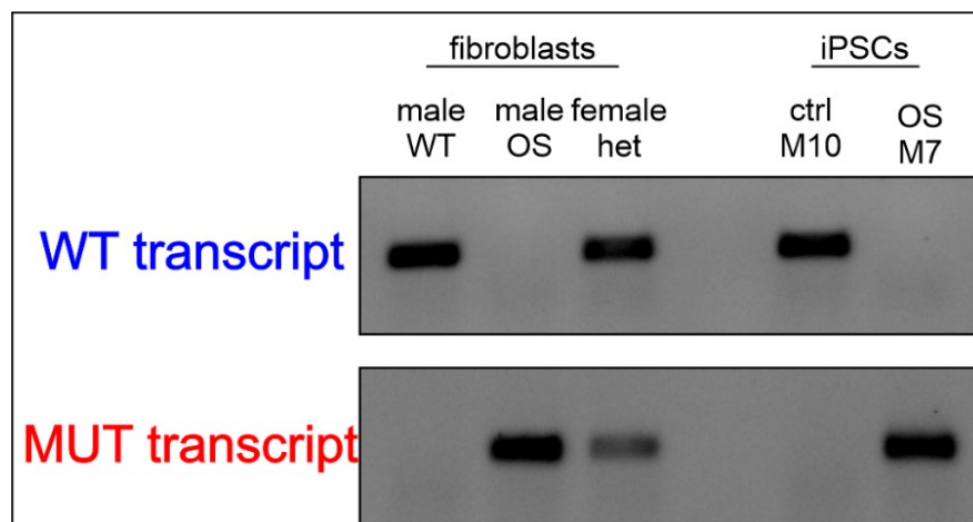 fibroblasts iPSCs
male male female ctrl OS
WT OS het M10 M7
WT transcript
MUT transcript